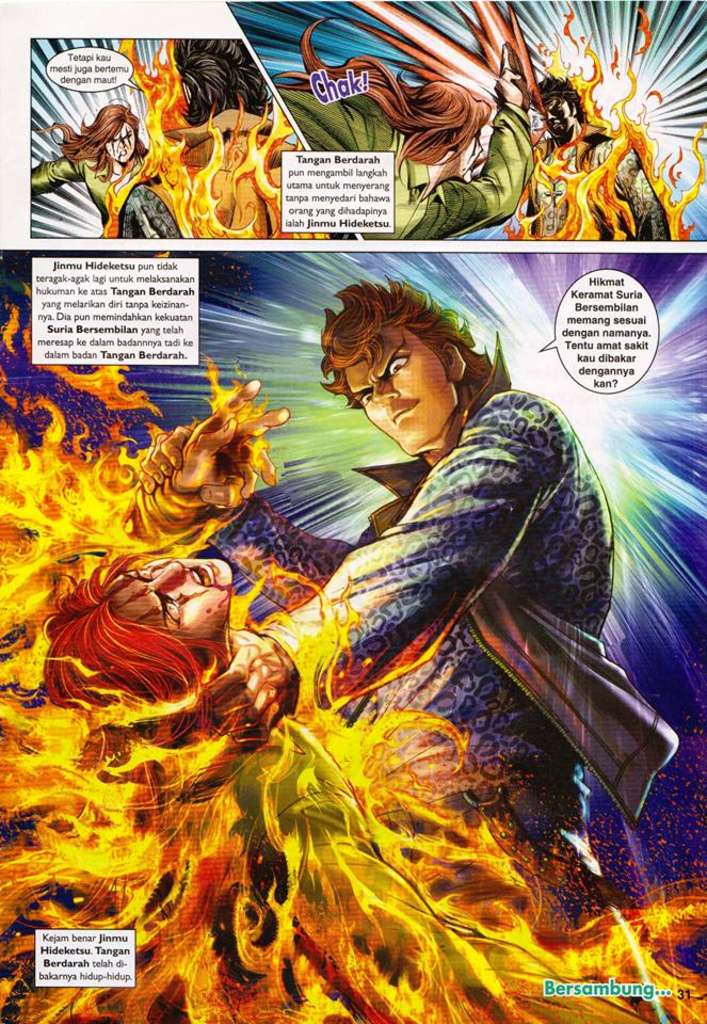 Tetapi kau
mesti juga bertemu
dengan maut!
Chak!
Tangan Berdarah
pun mengambil langkah
utama untuk menyerang
tanpa menyedari bahawa
orang yang dihadapinya
ialah Jinmu Hideketsu.
Jinmu Hideketsu pun tidak
teragak-agak lagi untuk melaksanakan
hukuman ke atas Tangan Berdarah
yang melarikan diri tanpa keizinan-
nya. Dia pun memindahkan kekuatan
Suria Bersembilan yang telah
meresap ke dalam badannnya tadi ke
dalam badan Tangan Berdarah.
Hikmat
Keramat Suria
Bersembilan
memang sesuai
dengan namanya.
Tentu amat sakit
kau dibakar
dengannya
kan?
Kejam benar Jinmu
Hideketsu. Tangan
Berdarah telah di-
bakarnya hidup-hidup.
Bersambung... 31